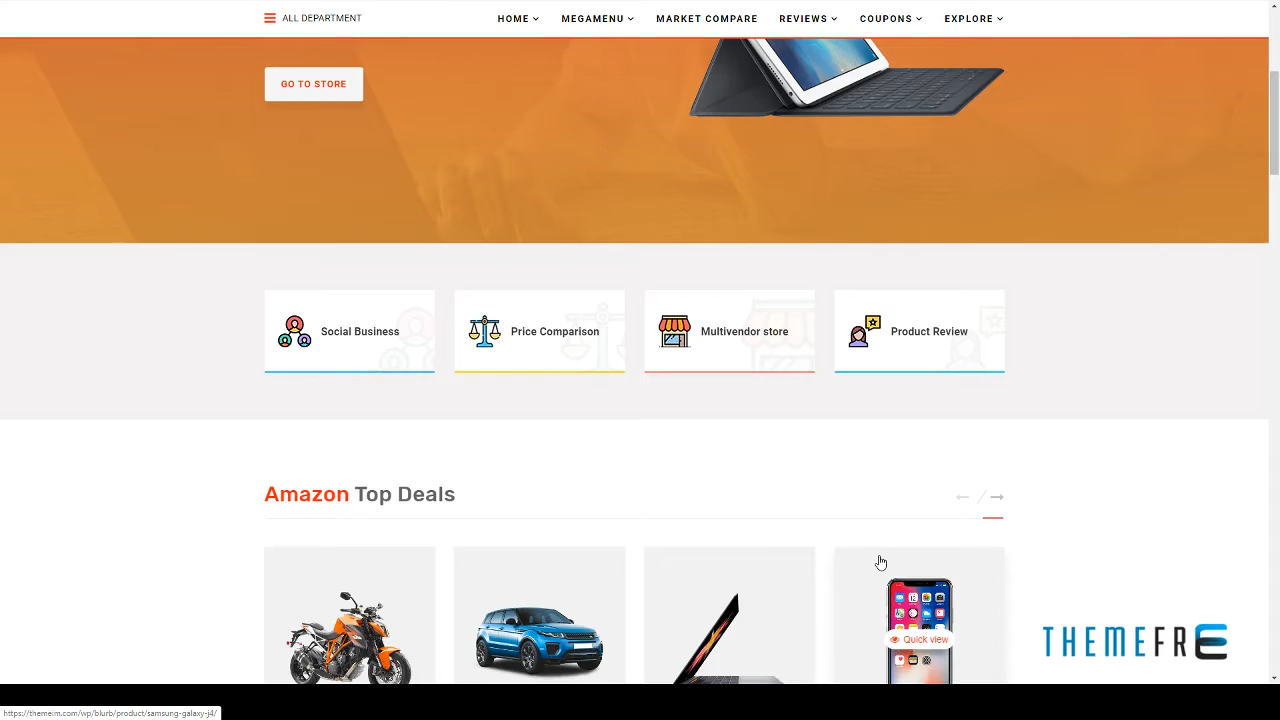 ALL DEPARTMENT HOME MEGAMENU MARKET COMPARE REVIEWS COUPONS EXPLORE
GO TO STORE
Social Business Price Comparison Multivendor store Product Review
Amazon Top Deals
Quick view
THEMEFRE
https://themeim.com/wp/blurb/product/samsung-galaxy-j4/